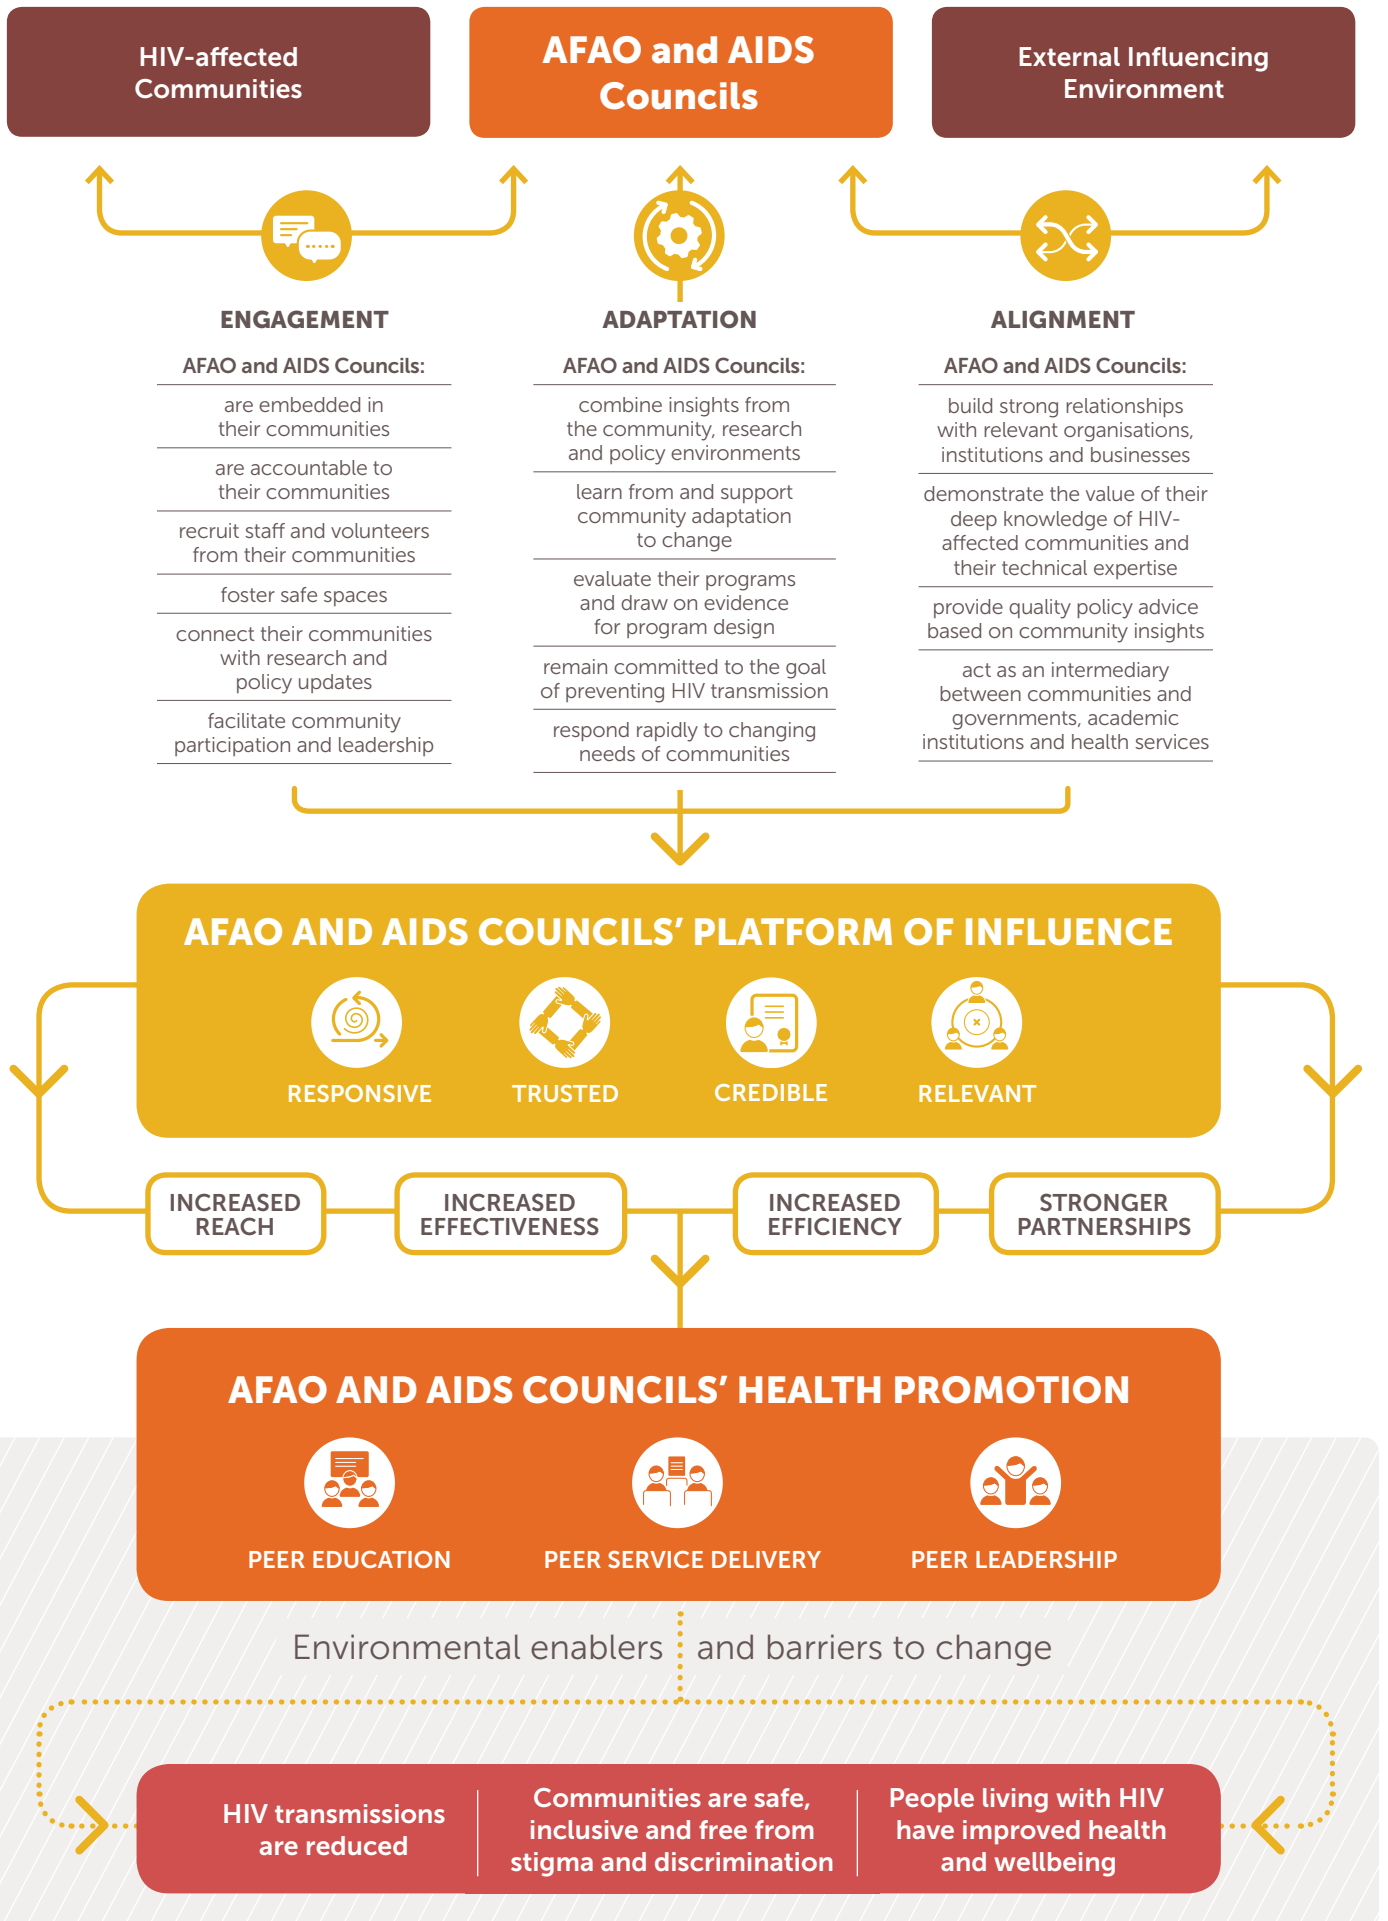 HIV-affected
Communities
AFAO and AIDS
Councils
External Influencing
Environment
ENGAGEMENT
AFAO and AIDS Councils:
are embedded in
their communities
are accountable to
their communities
recruit staff and volunteers
from their communities
foster safe spaces
connect their communities
with research and
policy updates
facilitate community
participation and leadership
ADAPTATION
AFAO and AIDS Councils:
combine insights from
the community, research
and policy environments
learn from and support
community adaptation
to change
evaluate their programs
and draw on evidence
for program design
remain committed to the goal
of preventing HIV transmission
respond rapidly to changing
needs of communities
ALIGNMENT
AFAO and AIDS Councils:
build strong relationships
with relevant organisations,
institutions and businesses
demonstrate the value of their
deep knowledge of HIV-
affected communities and
their technical expertise
provide quality policy advice
based on community insights
act as an intermediary
between communities and
governments, academic
institutions and health services
AFAO AND AIDS COUNCILS’ PLATFORM OF INFLUENCE
RESPONSIVE
TRUSTED
CREDIBLE
RELEVANT
INCREASED
REACH
INCREASED
EFFECTIVENESS
INCREASED
EFFICIENCY
STRONGER
PARTNERSHIPS
AFAO AND AIDS COUNCILS’ HEALTH PROMOTION
PEER EDUCATION
PEER SERVICE DELIVERY
PEER LEADERSHIP
Environmental enablers and barriers to change
HIV transmissions
are reduced
Communities are safe,
inclusive and free from
stigma and discrimination
People living with HIV
have improved health
and wellbeing